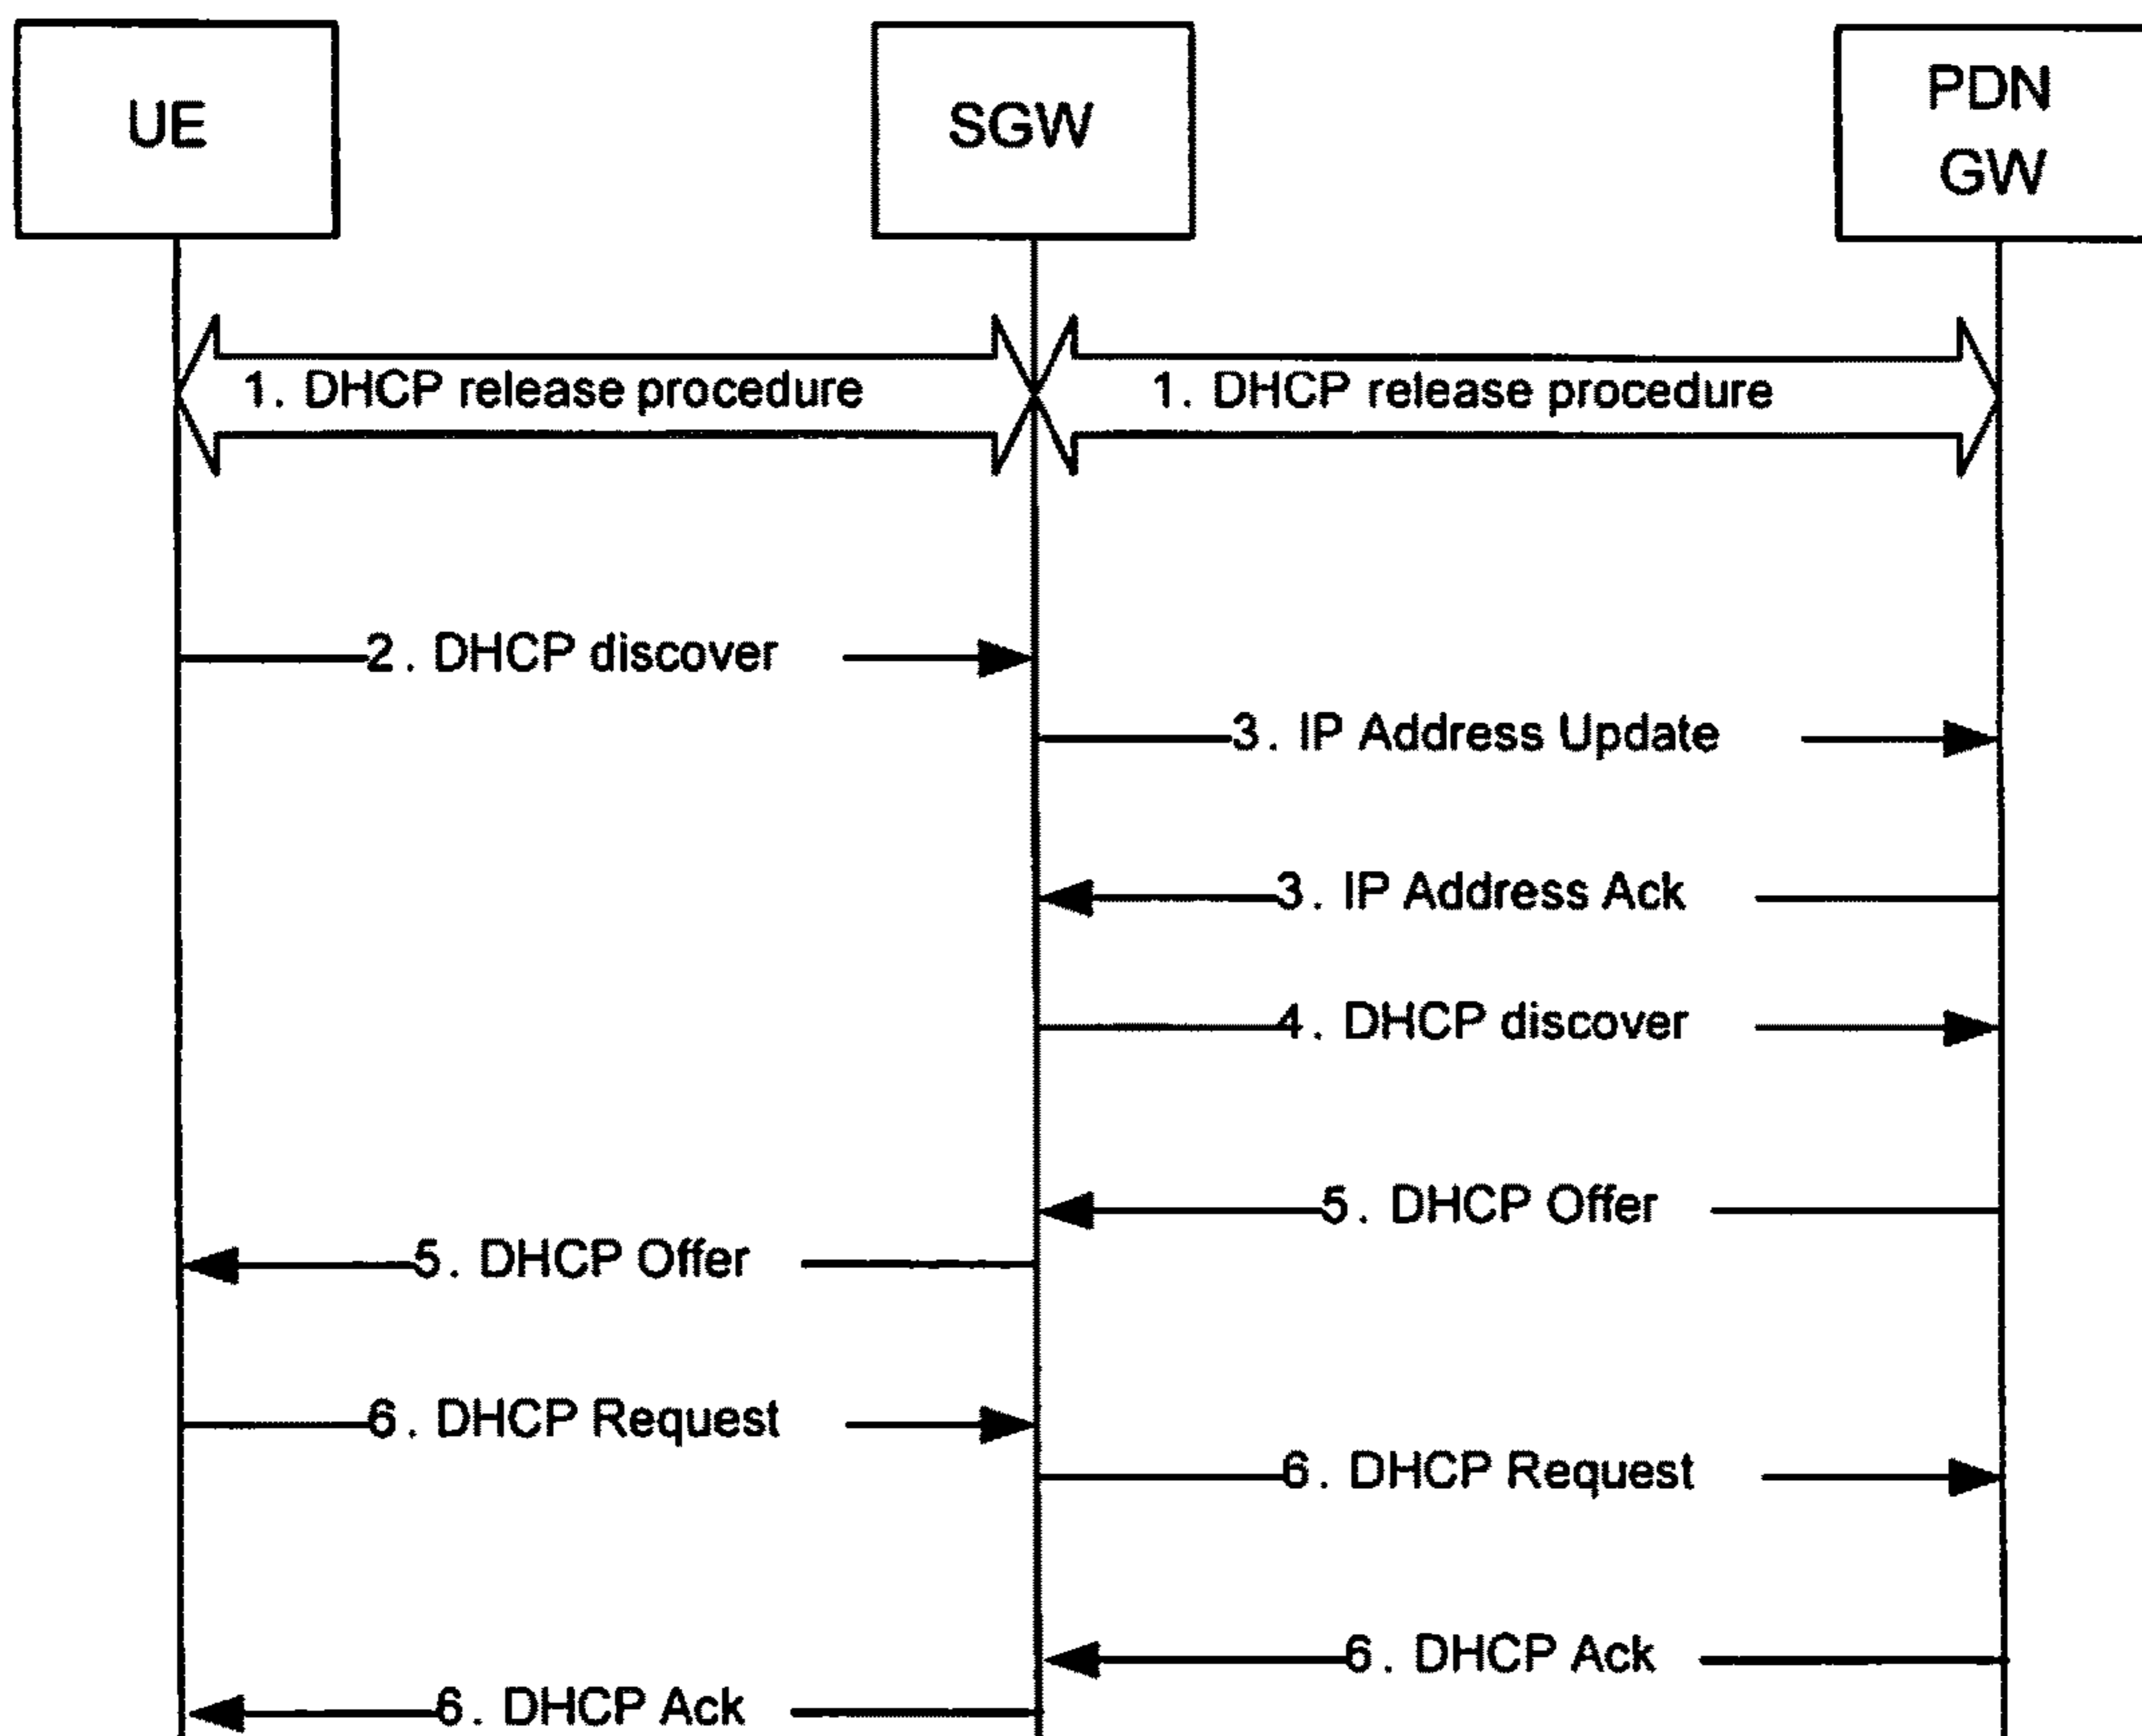 UE
SGW
PDN
GW
1. DHCP release procedure
1. DHCP release procedure
2. DHCP discover
3. IP Address Update
3. IP Address Ack
4. DHCP discover
5. DHCP Offer
5. DHCP Offer
6. DHCP Request
6. DHCP Request
6. DHCP Ack
6. DHCP Ack